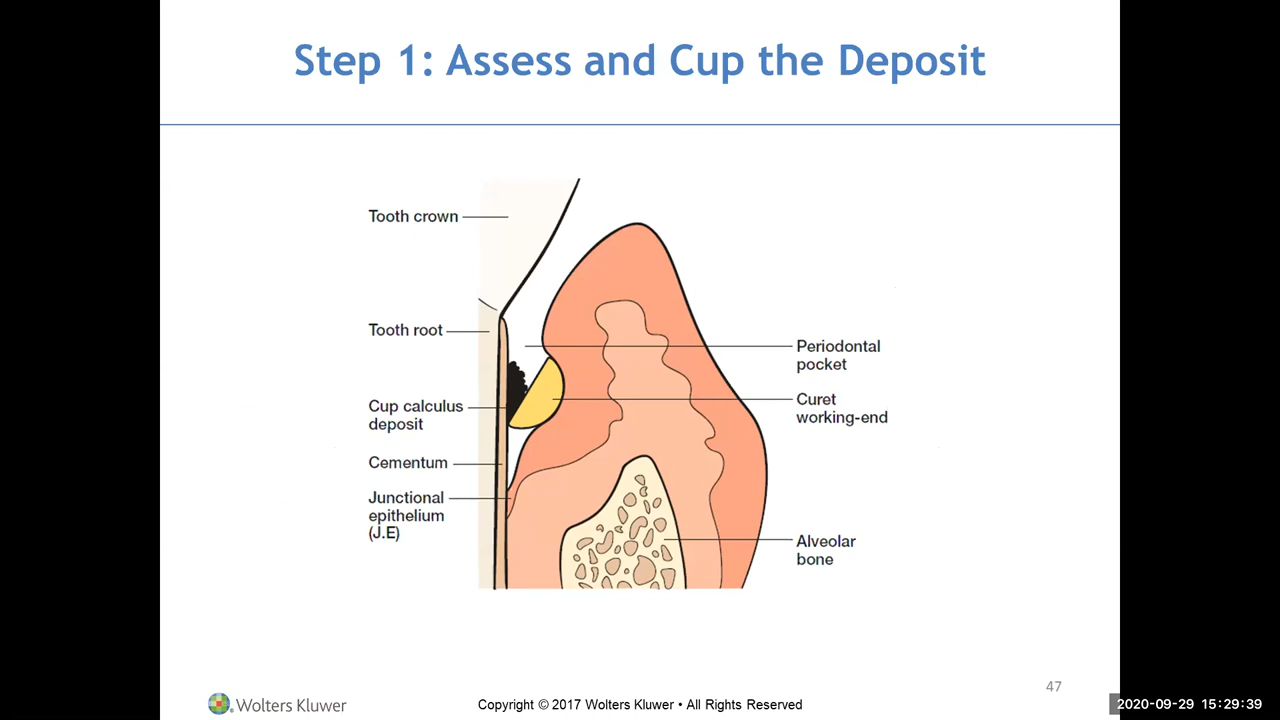 Step 1: Assess and Cup the Deposit
Tooth crown
Tooth root
Cup calculus
deposit
Cementum
Junctional
epithelium
(J.E)
Periodontal
pocket
Curet
working-end
Alveolar
bone
47
Wolters Kluwer
Copyright © 2017 Wolters Kluwer • All Rights Reserved
2020-09-29 15:29:39